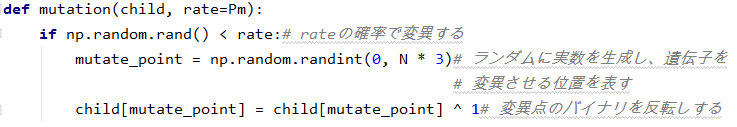 def mutation(child, rate=Pm):
if np.random.rand() < rate:# rateの確率で変異する
mutate_point = np.random.randint(0, N * 3)# ランダムに実数を生成し、遺伝子を
# 変異させる位置を表す
child[mutate_point] = child[mutate_point] ^ 1# 変異点のバイナリを反転しする